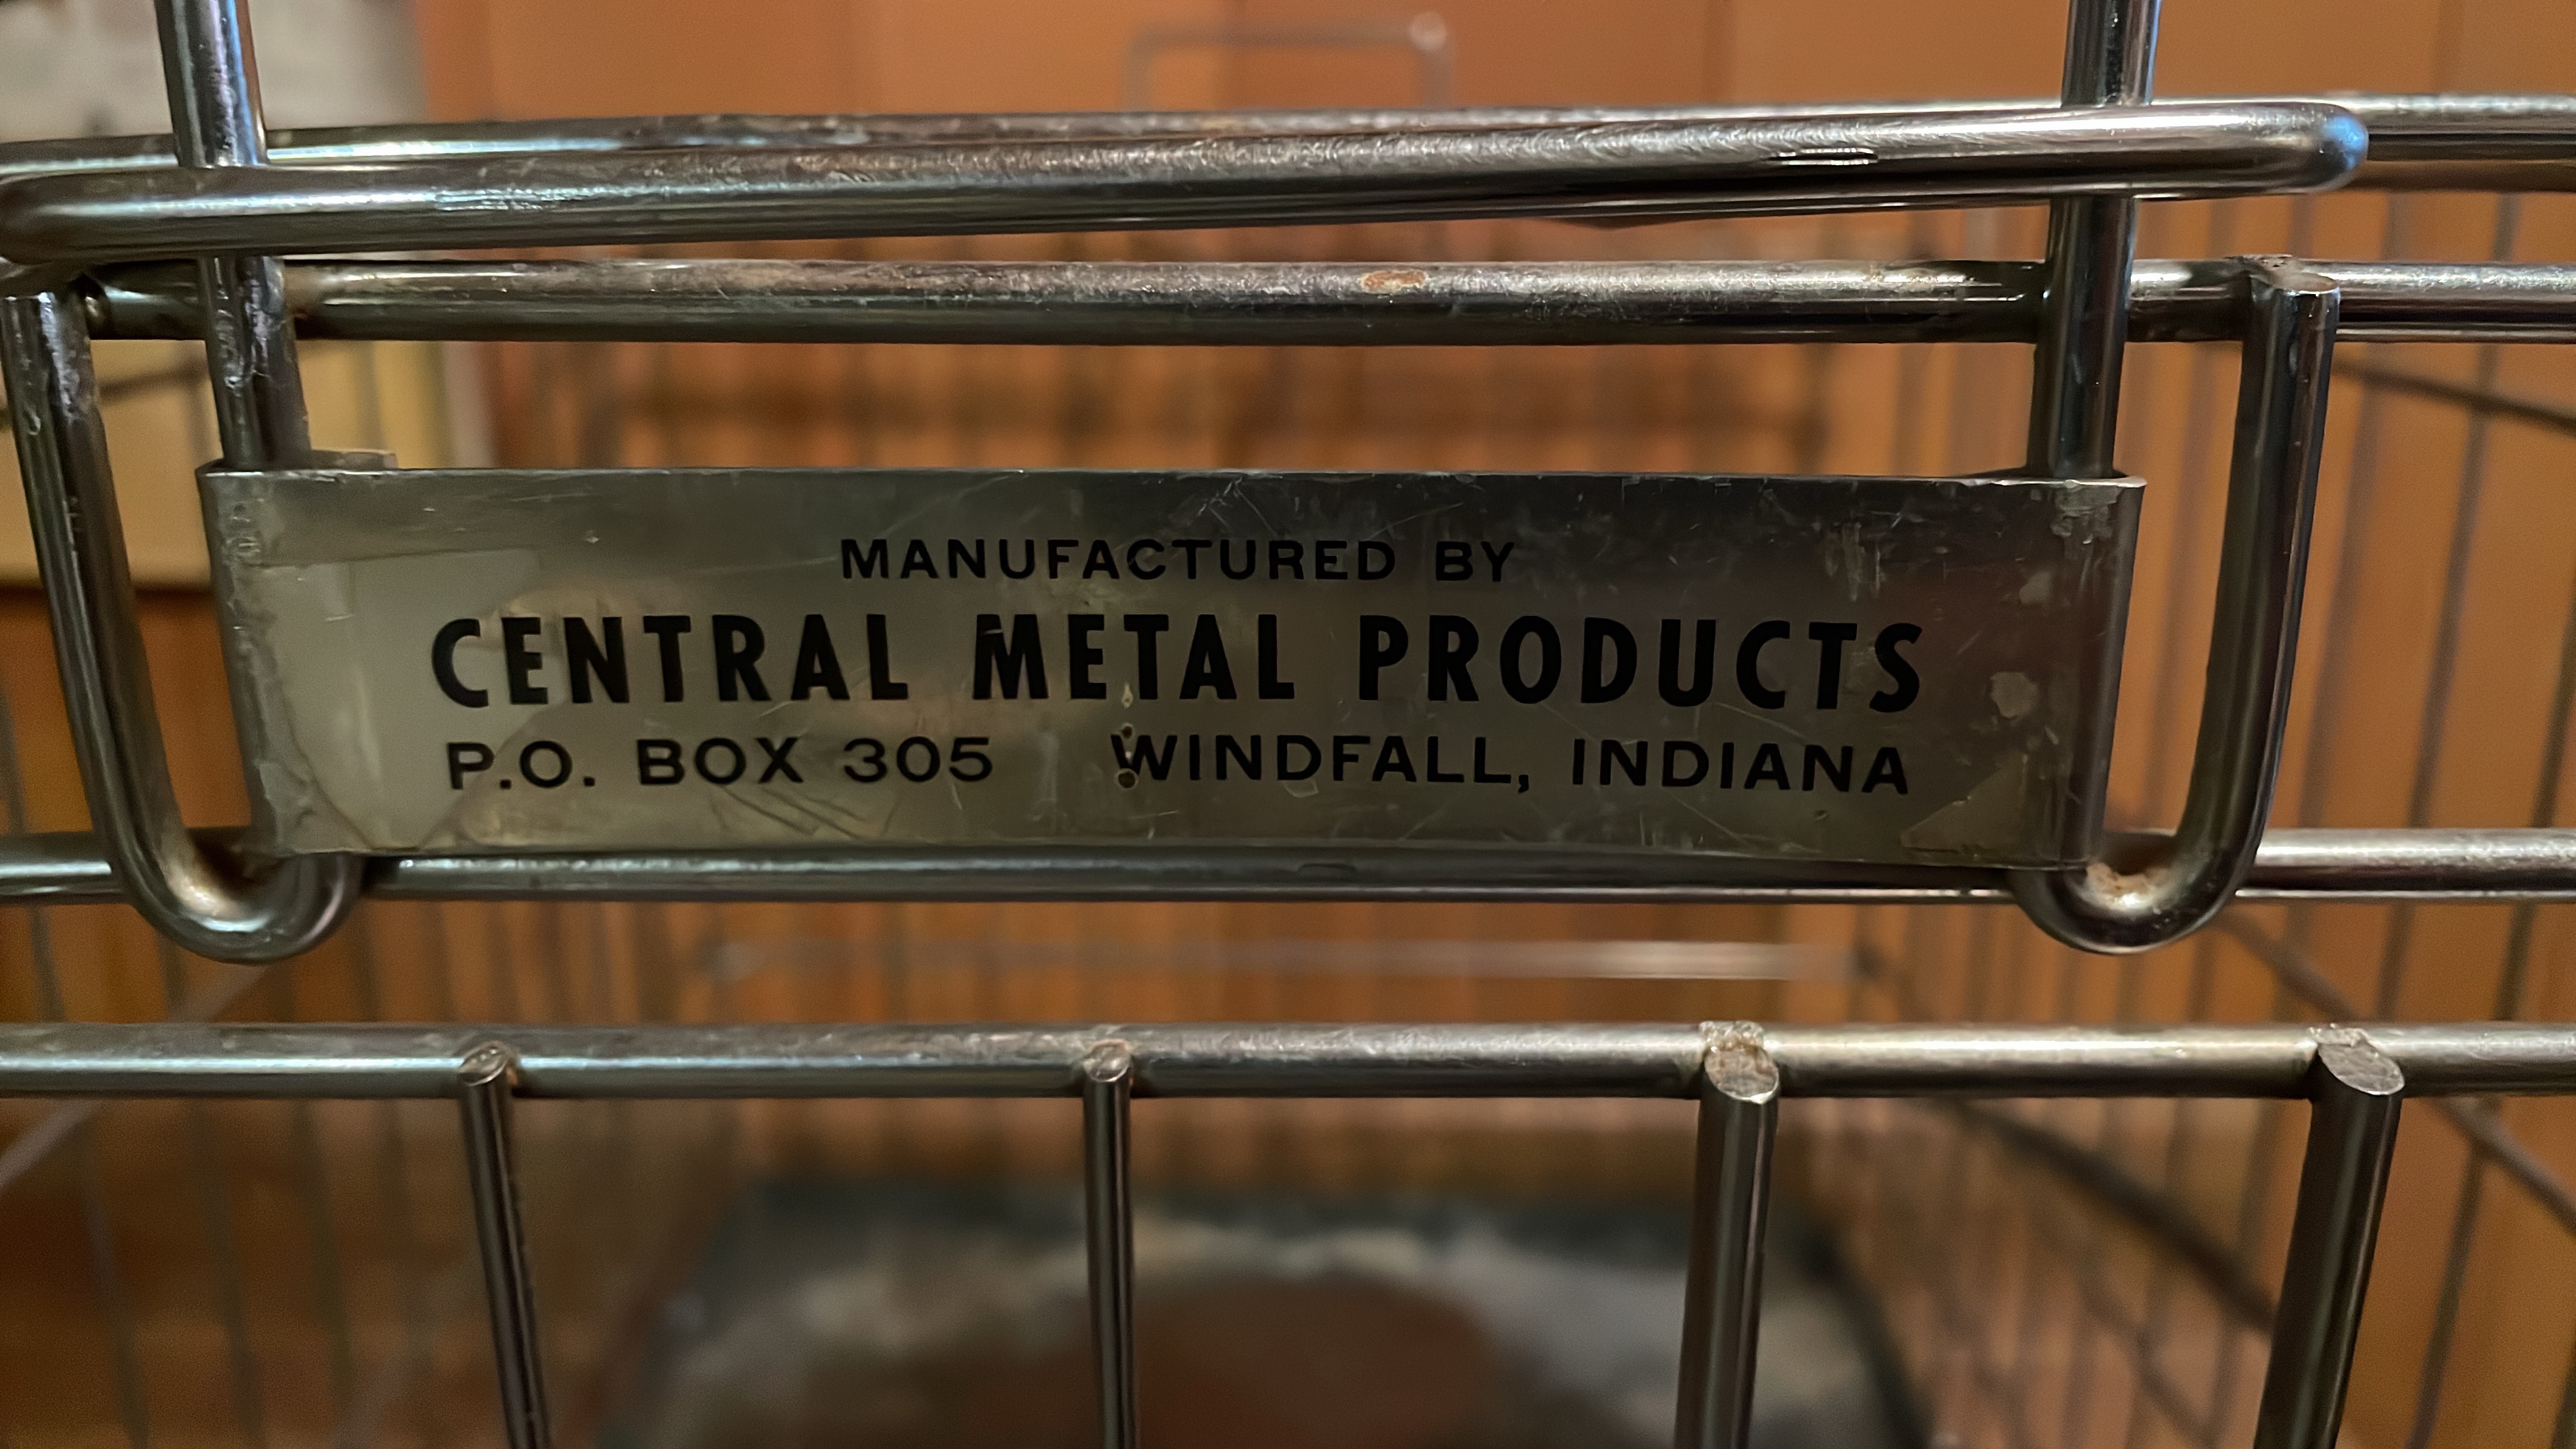 MANUFACTURED BY
CENTRAL METAL PRODUCTS
P.O. BOX 305 WINDFALL, INDIANA